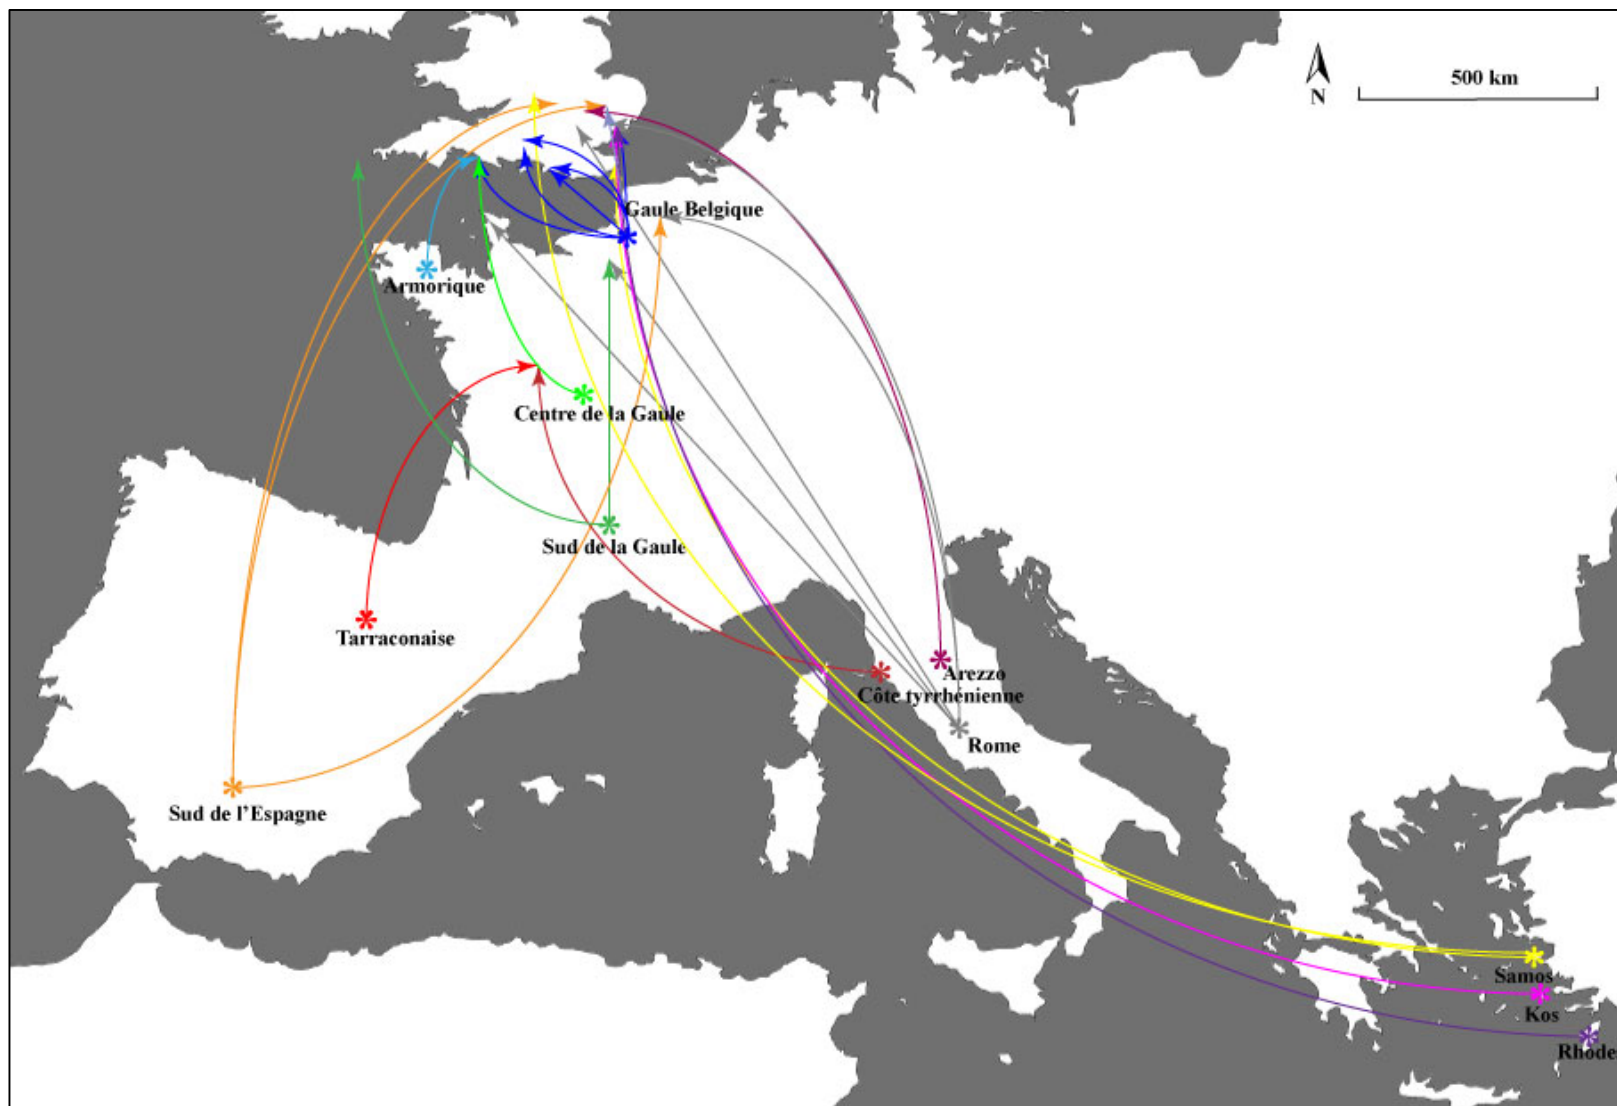 500 km
N
Gaule Belgique
Armorique
Centre de la Gaule
Sud de la Gaule
Tarraconaise
Arezzo
Côte tyrrhénienne
Rome
Sud de l’Espagne
Samos
Kos
Rhodes